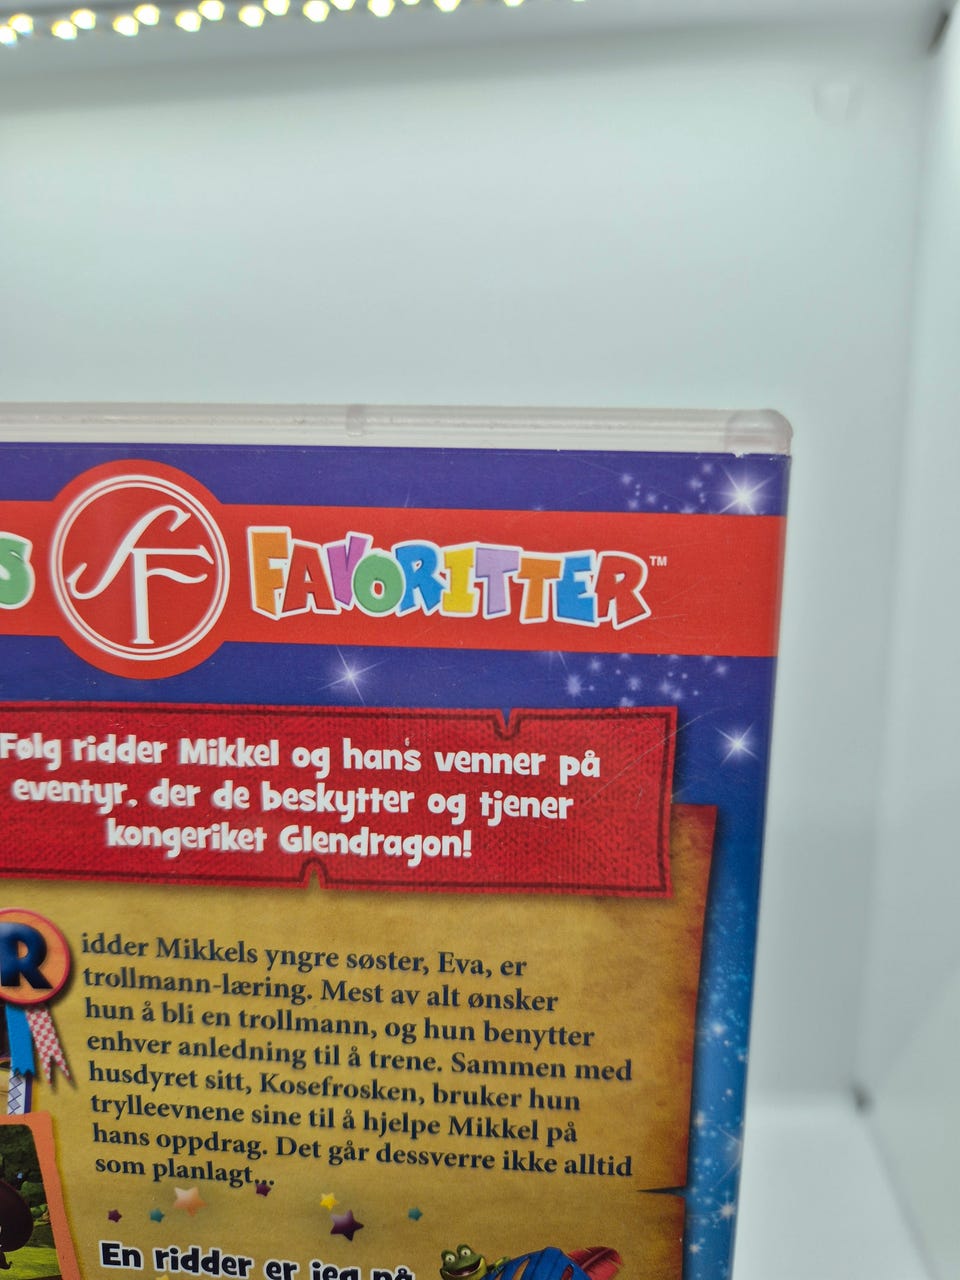 S SF FAVORITTER™
Følg ridder Mikkel og hans venner på
eventyr, der de beskytter og tjener
kongeriket Glendragon!
Ridder Mikkels yngre søster, Eva, er
trollmann-læring. Mest av alt ønsker
hun å bli en trollmann, og hun benytter
enhver anledning til å trene. Sammen med
husdyret sitt, Kosefrosken, bruker hun
trylleevnene sine til å hjelpe Mikkel på
hans oppdrag. Det går dessverre ikke alltid
som planlagt...
En ridder er jeg på